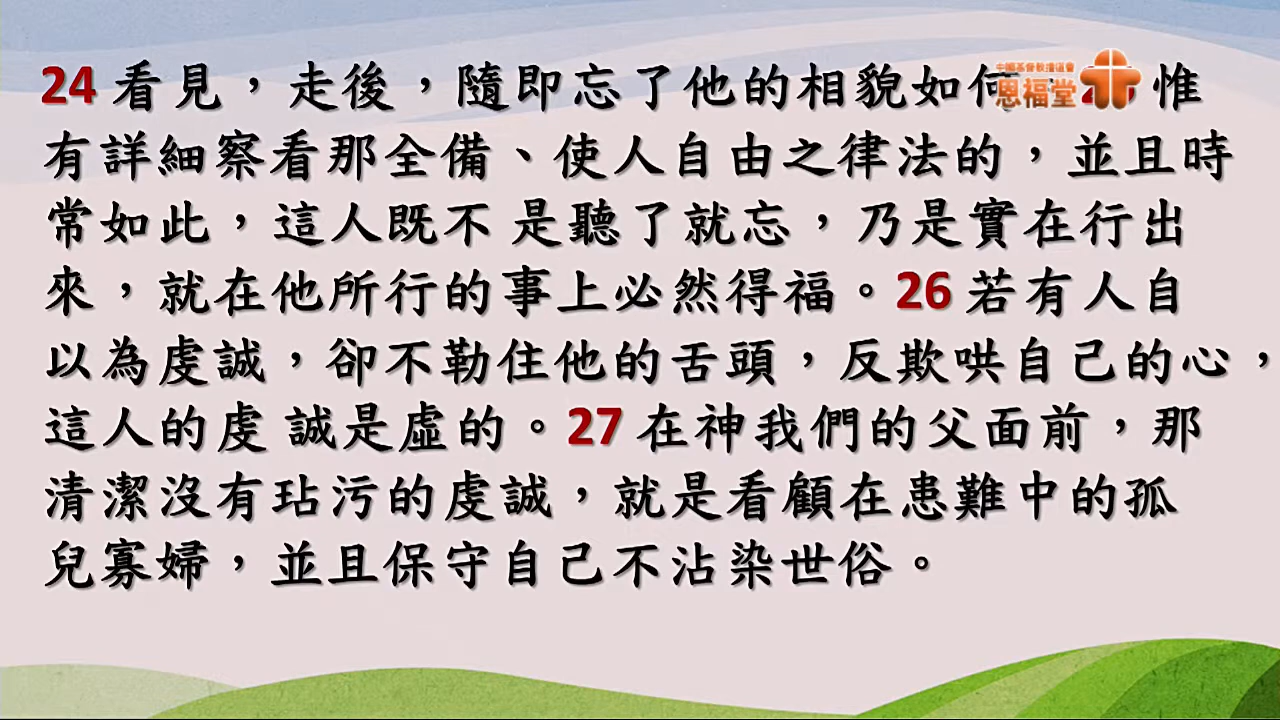 24 看見，走後，隨即忘了他的相貌如何 惟
有詳細察看那全備、使人自由之律法的，並且時
常如此，這人既不 是聽了就忘，乃是實在行出
來，就在他所行的事上必然得福。26 若有人自
以為虔誠，卻不勒住他的舌頭，反欺哄自己的心，
這人的虔 誠是虛的。27 在神我們的父面前，那
清潔沒有玷污的虔誠，就是看顧在患難中的孤
兒寡婦，並且保守自己不沾染世俗。
恩福堂